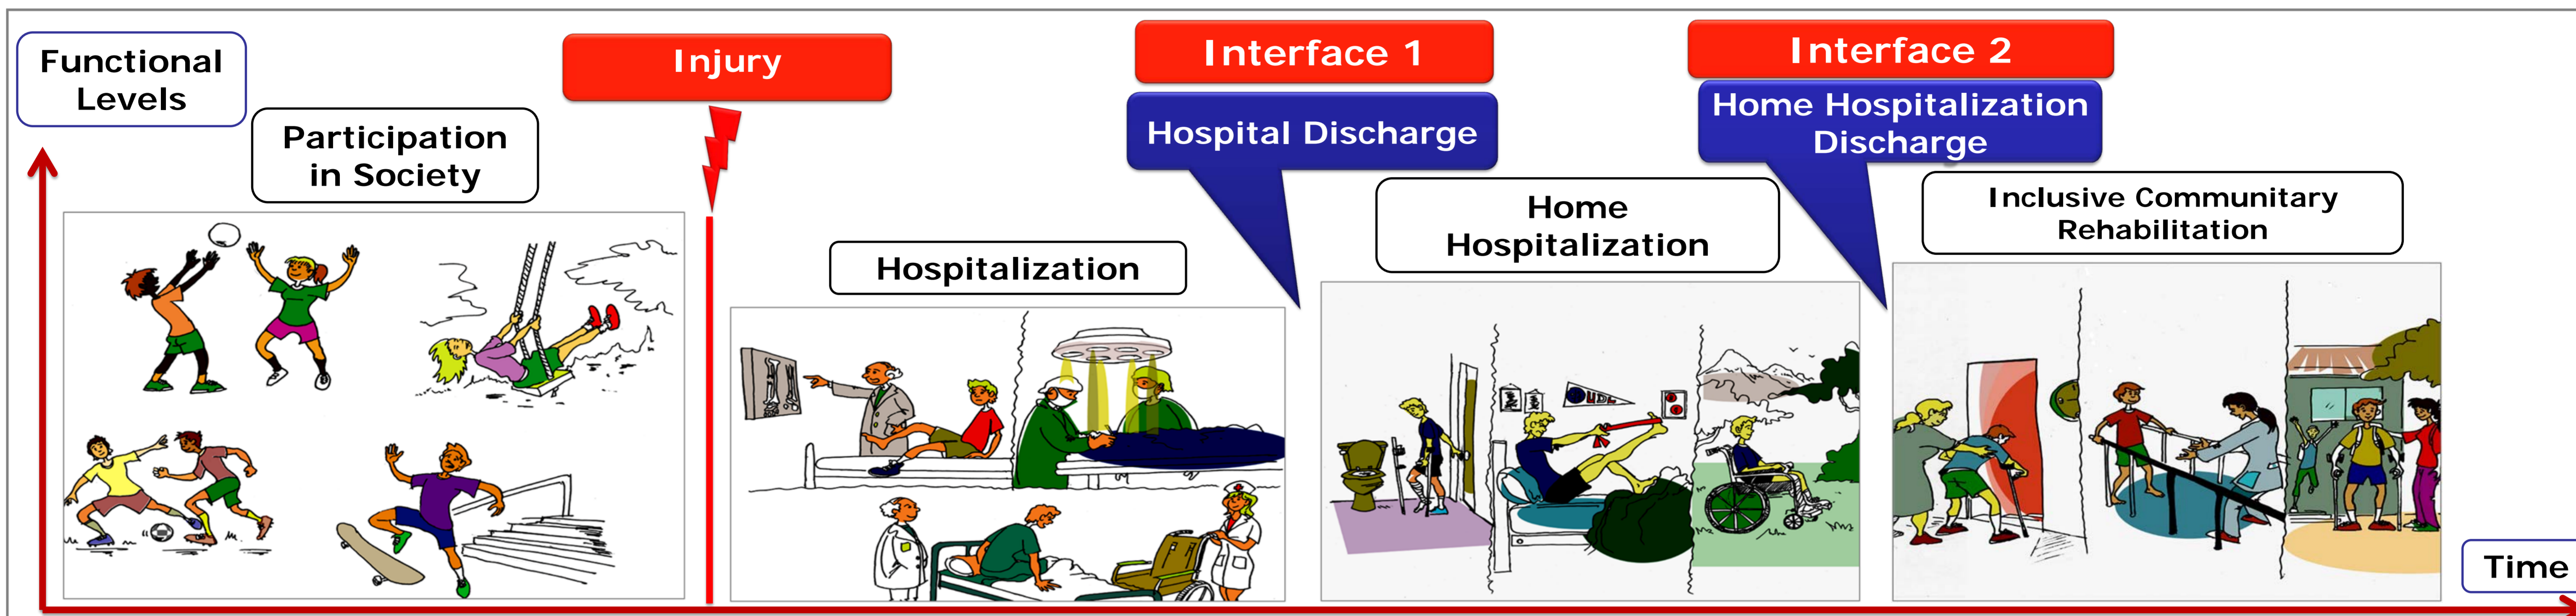 Functional
Levels
Participation
in Society
Injury
Hospitalization
Interface 1
Hospital Discharge
Home
Hospitalization
Interface 2
Home Hospitalization
Discharge
Inclusive Communitary
Rehabilitation
UDL
Time